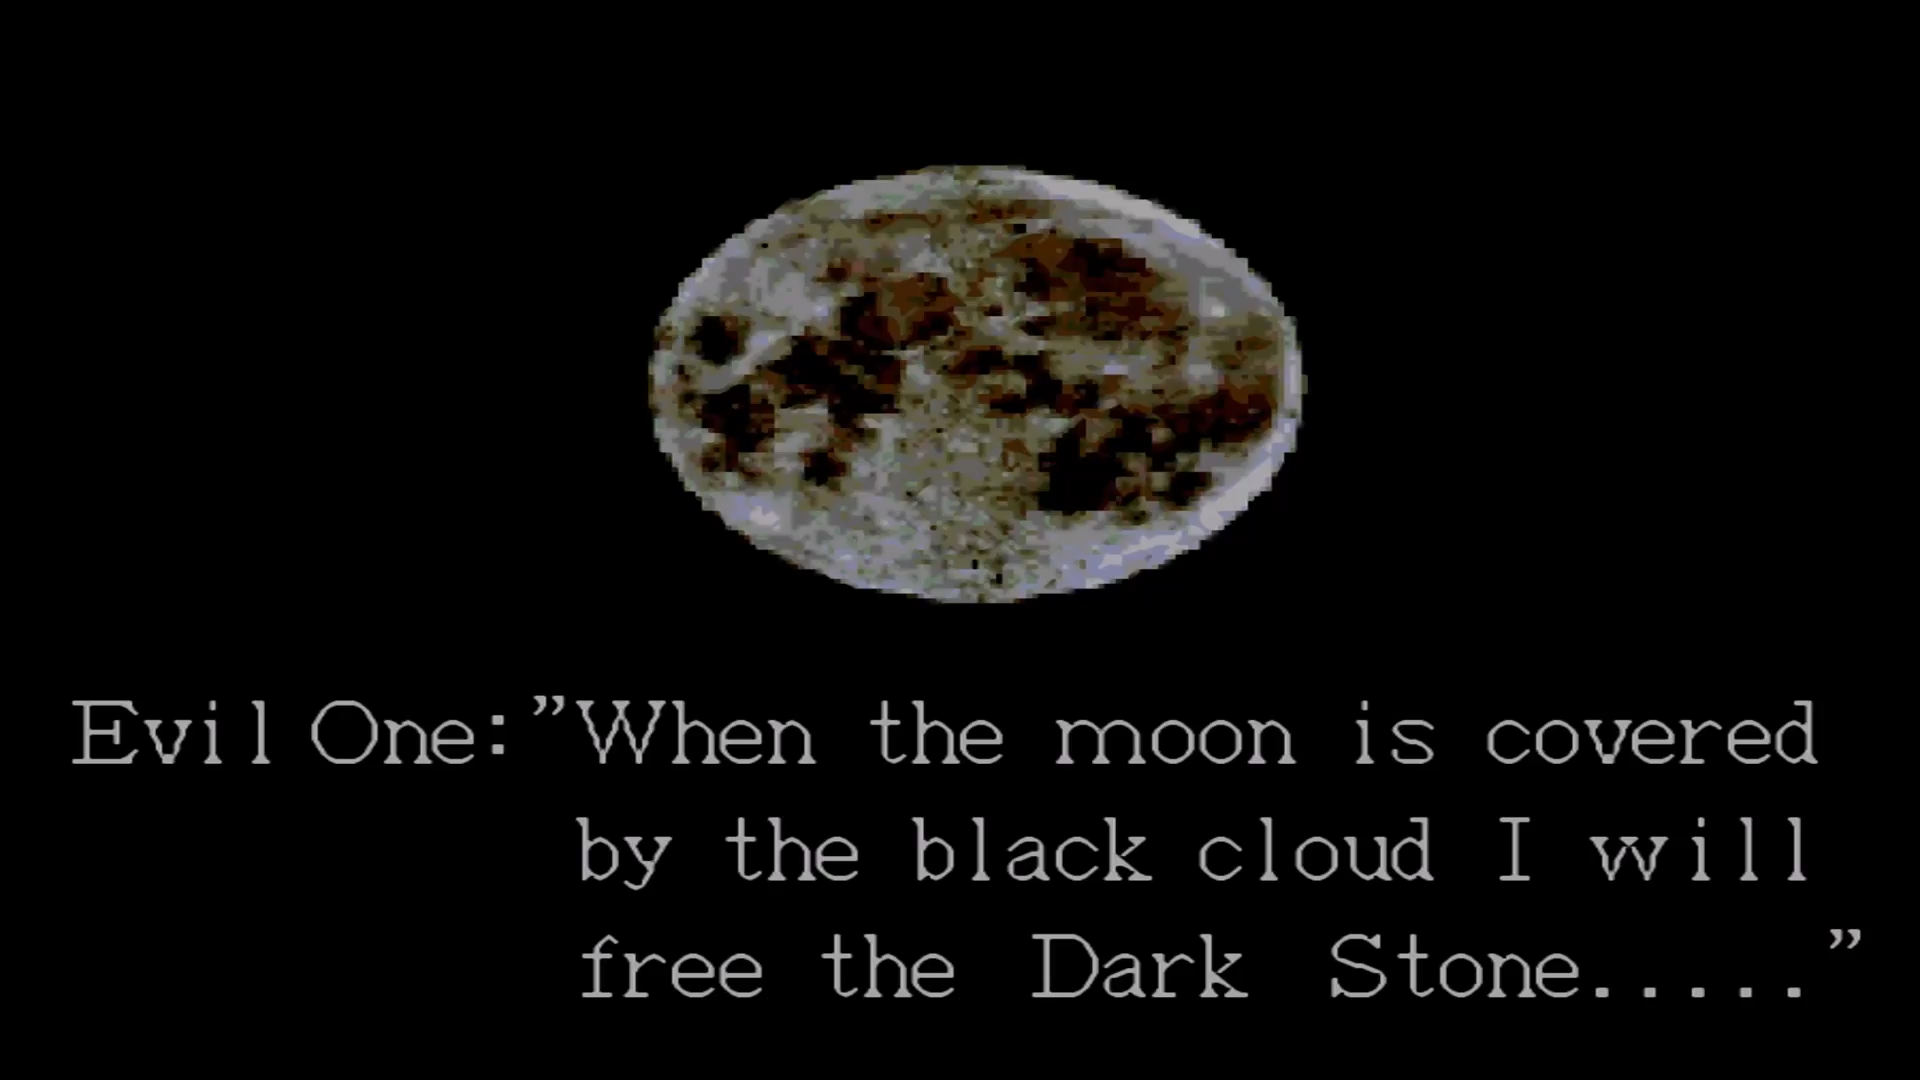 Evil One:”When the moon is covered
by the black cloud I will
free the Dark Stone.....”